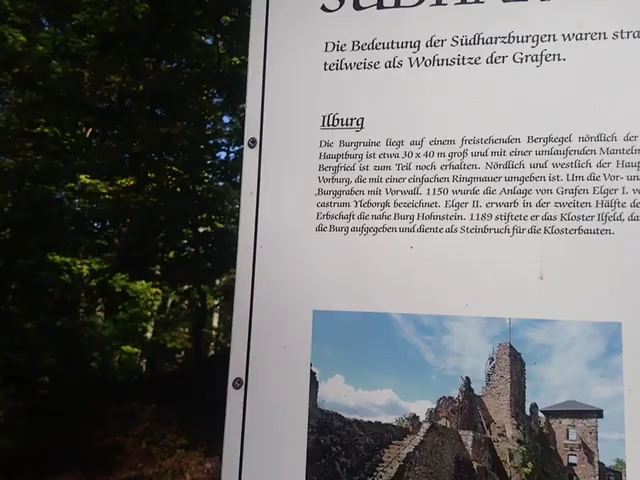 Die Bedeutung der Südharzburgen waren stra
teilweise als Wohnsitze der Grafen.
Ilburg
Die Burgruine liegt auf einem freistehenden Bergkegel nördlich der
Hauptburg ist etwa 30 x 40 m groß und mit einer umlaufenden Manteln
Bergfried ist zum Teil noch erhalten. Nördlich und westlich der Haup
Vorburg, die mit einer einfachen Ringmauer umgeben ist. Um die Vor- un
Burggraben mit Vorwall. 1150 wurde die Anlage von Grafen Elger I. v
castrum Yleborgk bezeichnet. Elger II. erwarb in der zweiten Hälfte de
Erbschaft die nahe Burg Hohnstein. 1189 stiftete er das Kloster Ilfeld, da
die Burg aufgegeben und diente als Steinbruch für die Klosterbauten.